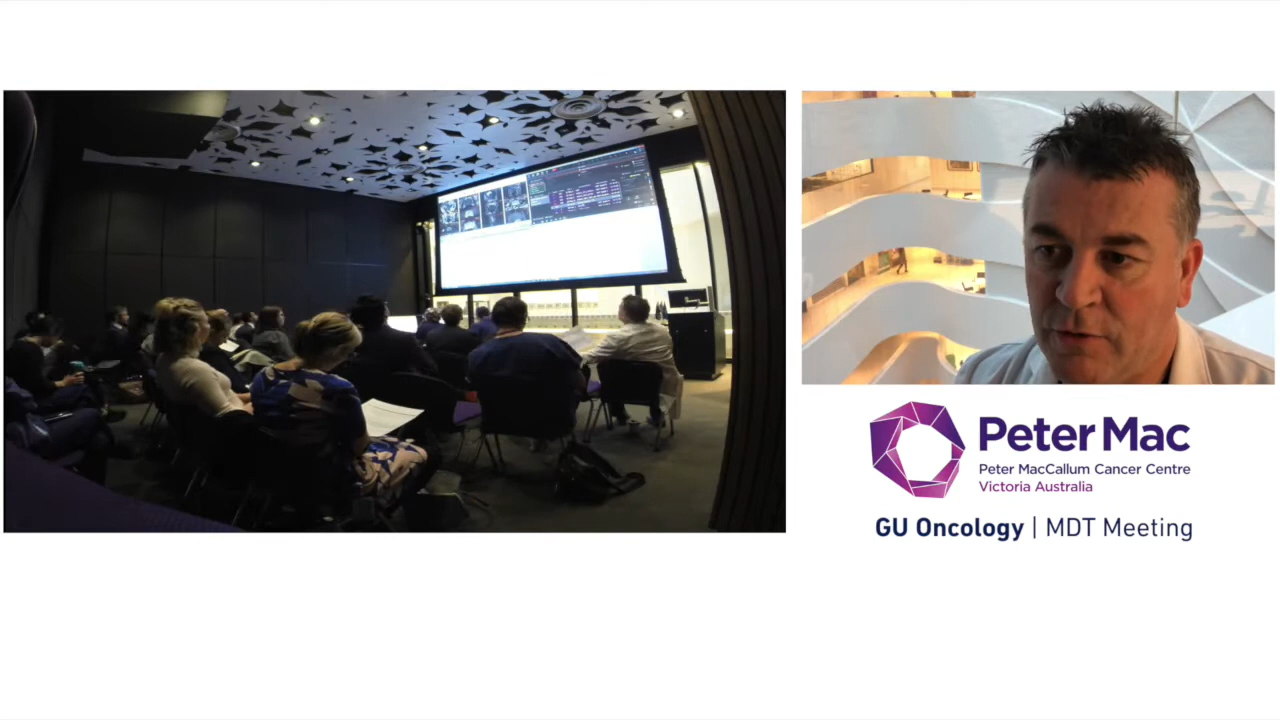 Peter Mac
Peter MacCallum Cancer Centre
Victoria Australia
GU Oncology | MDT Meeting